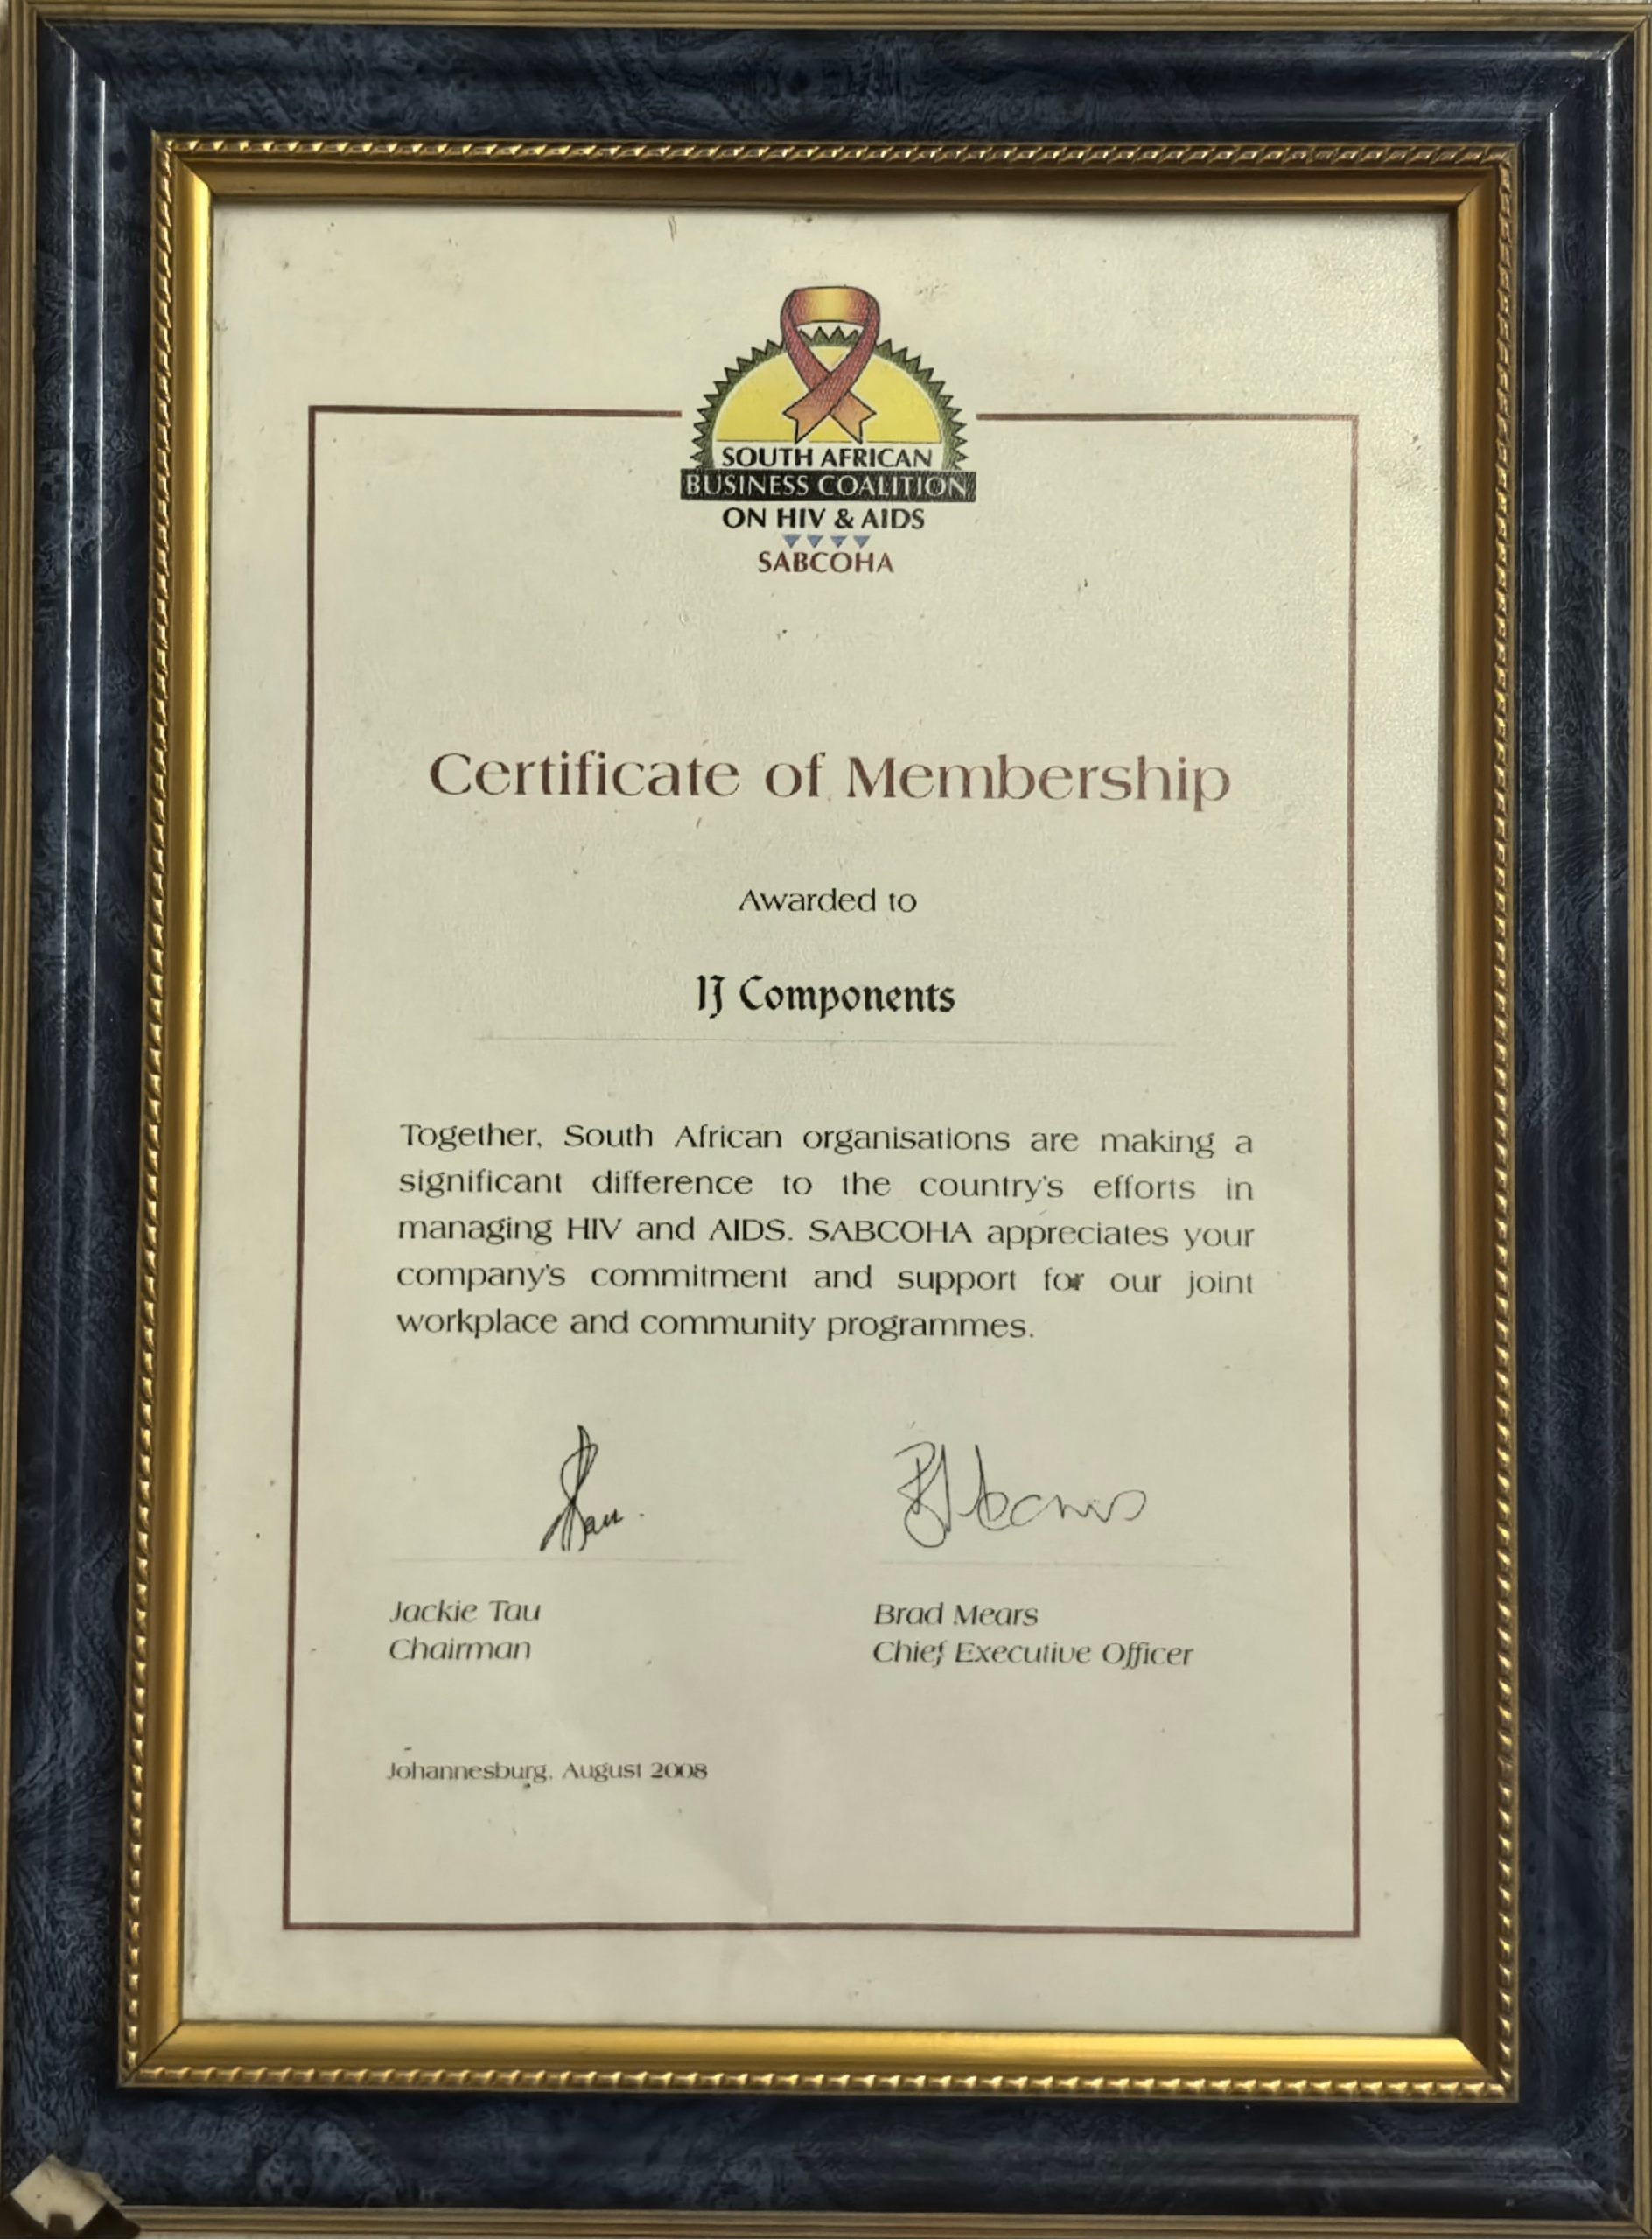 SOUTH AFRICAN
BUSINESS COALITION
ON HIV & AIDS
SABCOHA
Certificate of Membership
Awarded to
IJ Components
Together, South African organisations are making a
significant difference to the country's efforts in
managing HIV and AIDS. SABCOHA appreciates your
company's commitment and support for our joint
workplace and community programmes.
Jackie Tau
Chairman
Brad Mears
Chief Executive Officer
Johannesburg, August 2008